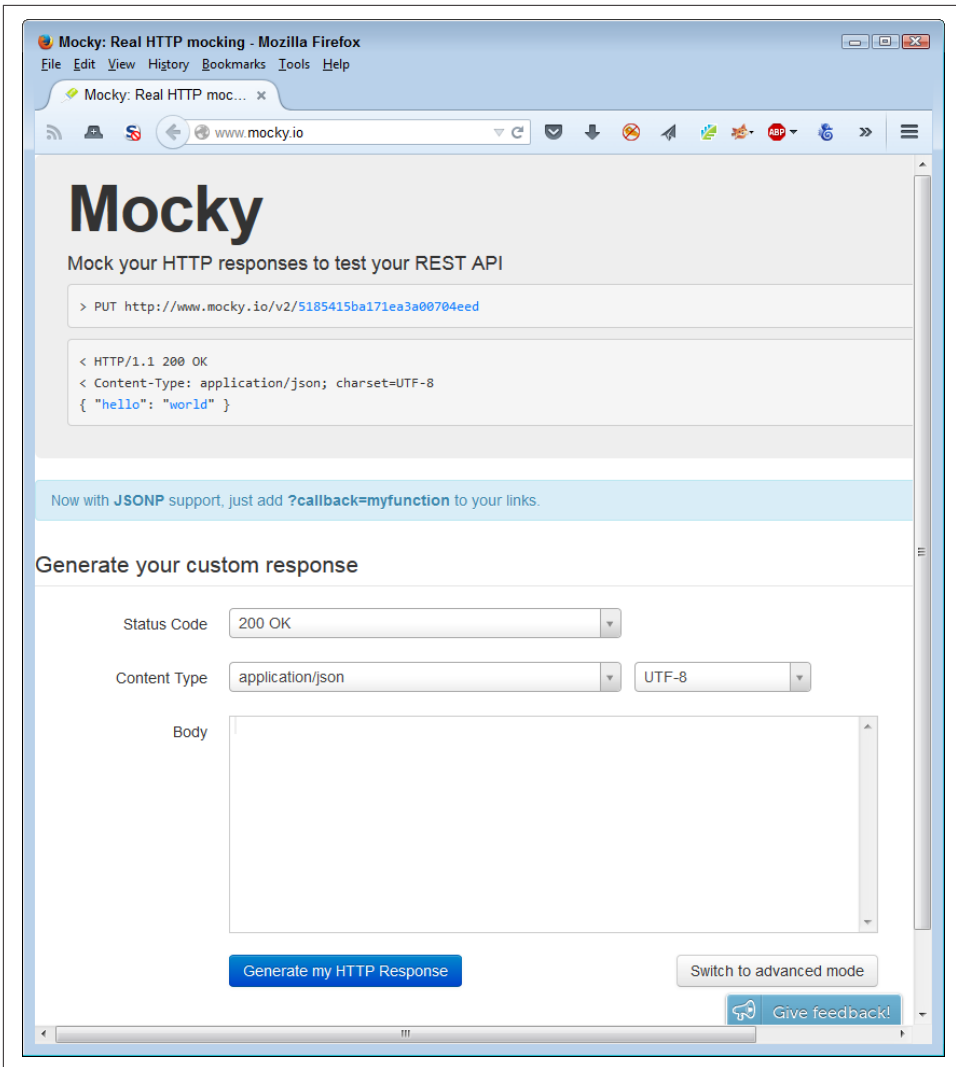 Mocky: Real HTTP mocking - Mozilla Firefox
File Edit View History Bookmarks Tools Help
Mocky: Real HTTP moc... ×
www.mocky.io
ABP
Mocky
Mock your HTTP responses to test your REST API
> PUT http://www.mocky.io/v2/5185415ba171ea3a00704eed
< HTTP/1.1 200 OK
< Content-Type: application/json; charset=UTF-8
{ "hello": "world" }
Now with JSONP support, just add ?callback=myfunction to your links.
Generate your custom response
Status Code 200 OK
Content Type application/json UTF-8
Body
Generate my HTTP Response Switch to advanced mode
Give feedback!